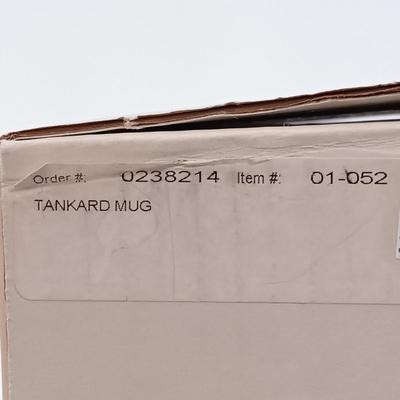 Order #: 0238214 Item #: 01-052
TANKARD MUG